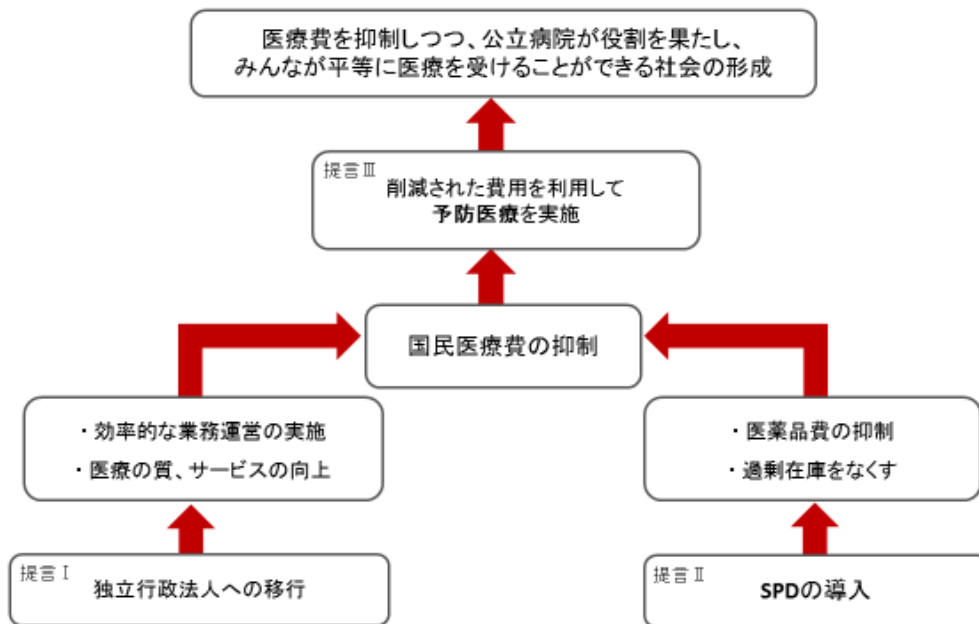 医療費を抑制しつつ、公立病院が役割を果たし、
みんなが平等に医療を受けることができる社会の形成
提言Ⅲ
削減された費用を利用して
予防医療を実施
国民医療費の抑制
・効率的な業務運営の実施
・医療の質、サービスの向上
・医薬品費の抑制
・過剰在庫をなくす
提言Ⅰ
独立行政法人への移行
提言Ⅱ
SPDの導入